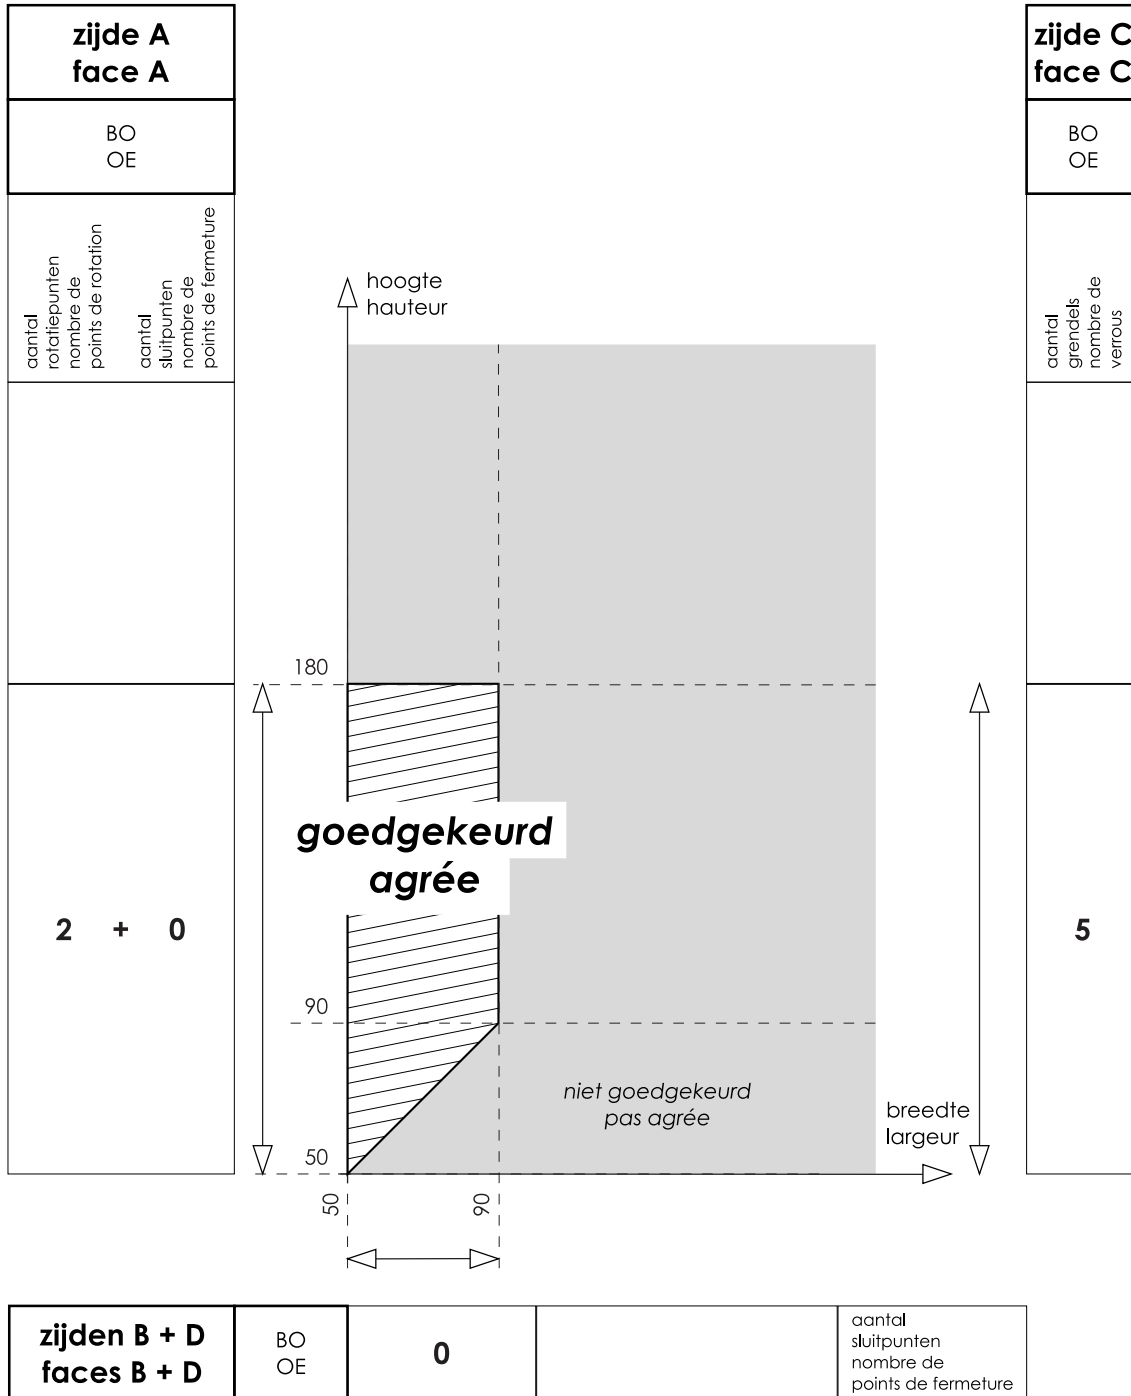 zijde A
face A
BO
OE
aantal
rotatiepunten
nombre de
points de rotation
aantal
sluitpunten
nombre de
points de fermeture
2 + 0
hoogte
hauteur
180
goedgekeurd
agrée
90
niet goedgekeurd
pas agrée
breedte
largeur
50
50
90
zijde C
face C
BO
OE
aantal
grendels
nombre de
verrous
5
zijden B + D
faces B + D
BO
OE
0
aantal
sluitpunten
nombre de
points de fermeture